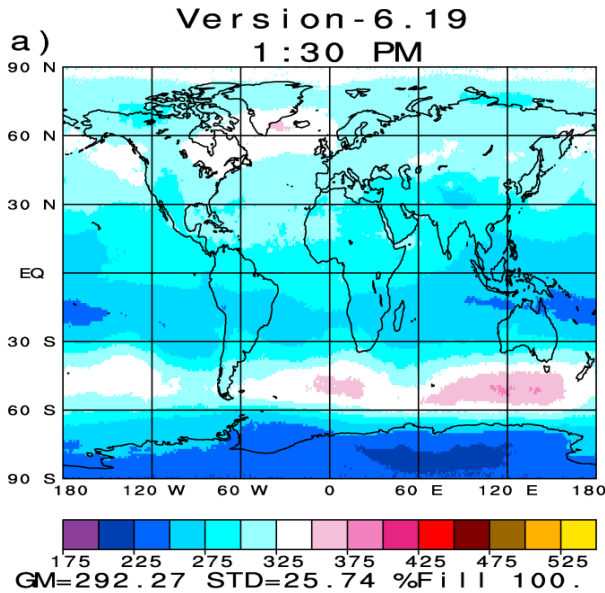 Version-6.19
a)
1:30 PM
90 N
60 N
30 N
EQ
30 S
60 S
90 S
180 120 W 60 W 0 60 E 120 E 180
175 225 275 325 375 425 475 525
GM=292.27 STD=25.74 %Fill 100.